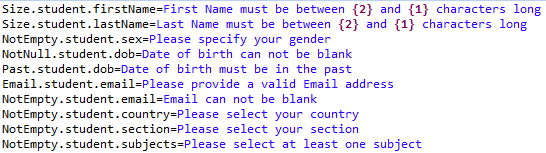 Size.student.firstName=First Name must be between {2} and {1} characters long
Size.student.lastName=Last Name must be between {2} and {1} characters long
NotEmpty.student.sex=Please specify your gender
NotNull.student.dob=Date of birth can not be blank
Past.student.dob=Date of birth must be in the past
Email.student.email=Please provide a valid Email address
NotEmpty.student.email=Email can not be blank
NotEmpty.student.country=Please select your country
NotEmpty.student.section=Please select your section
NotEmpty.student.subjects=Please select at least one subject